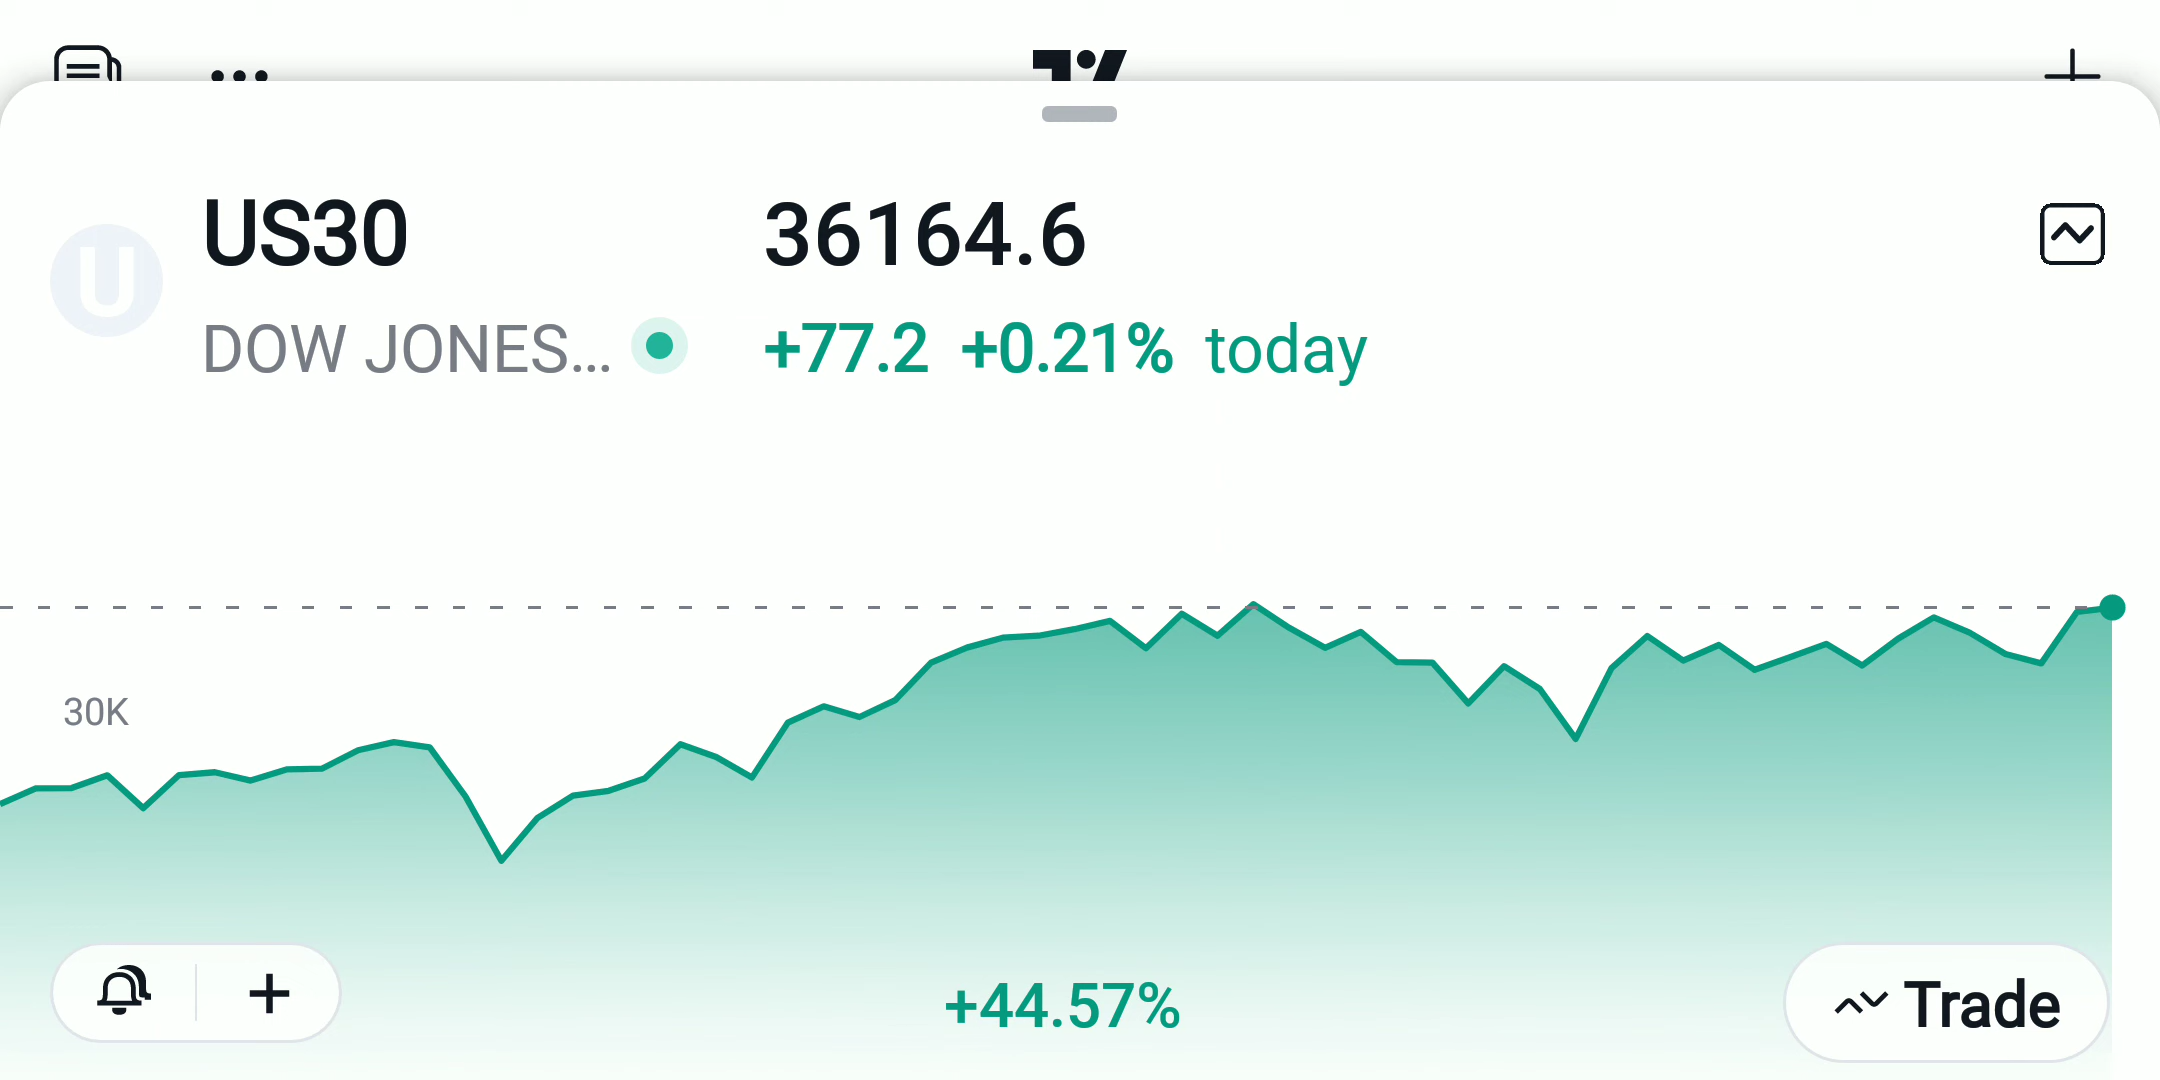 U
US30
36164.6
DOW JONES...
+77.2 +0.21% today
30K
+44.57%
Trade